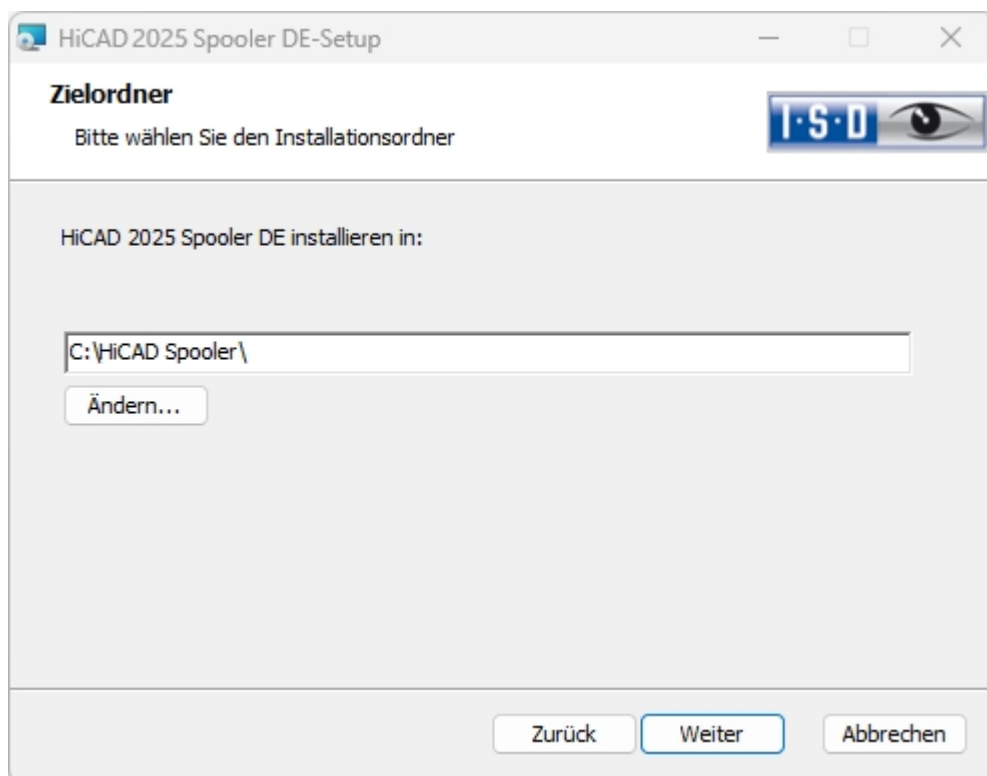 HiCAD 2025 Spooler DE-Setup
Zielordner
Bitte wählen Sie den Installationsordner
I·S·D
HiCAD 2025 Spooler DE installieren in:
C:\HiCAD Spooler\
Ändern...
Zurück Weiter Abbrechen